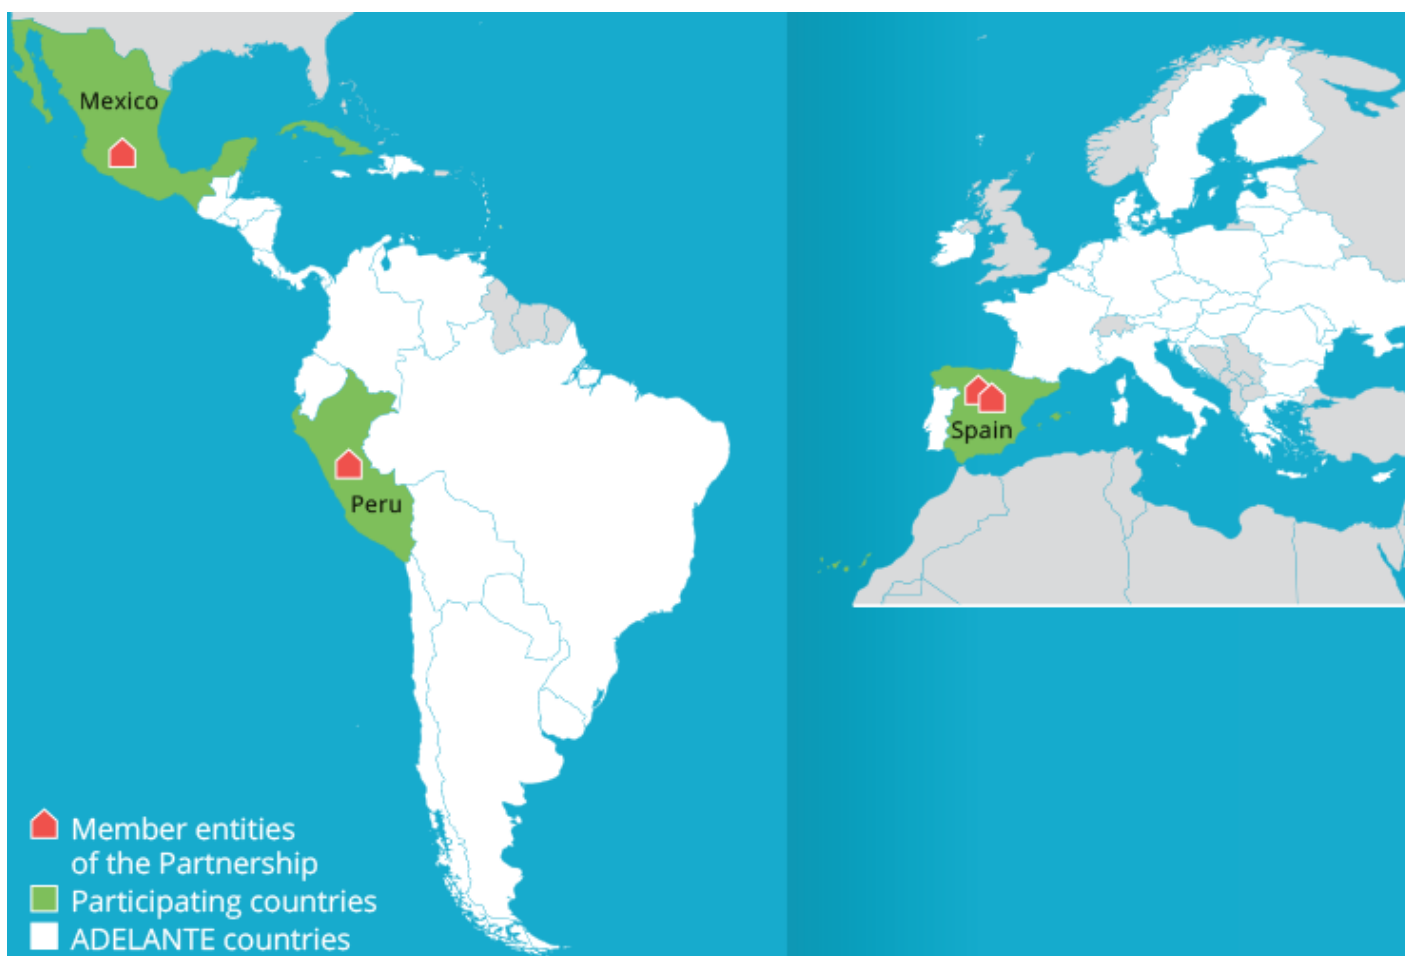 Mexico
Peru
Spain
Member entities
of the Partnership
Participating countries
ADELANTE countries